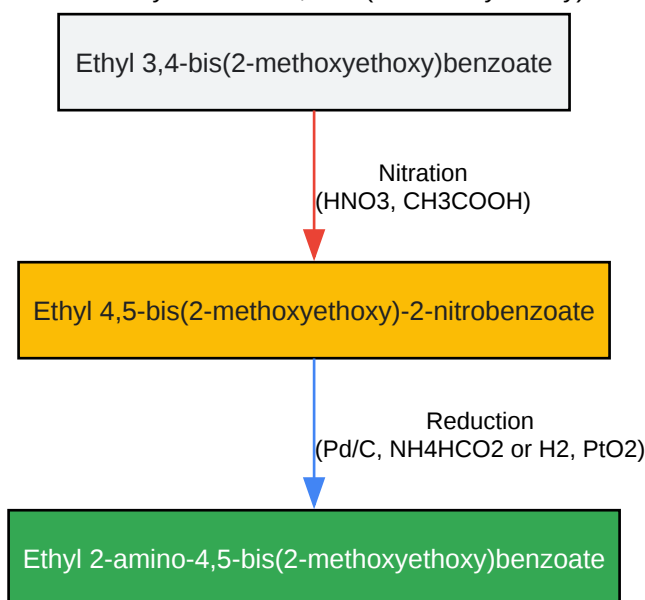 Ethyl 3,4-bis(2-methoxyethoxy)benzoate
Nitration
(HNO3, CH3COOH)
Ethyl 4,5-bis(2-methoxyethoxy)-2-nitrobenzoate
Reduction
(Pd/C, NH4HCO2 or H2, PtO2)
Ethyl 2-amino-4,5-bis(2-methoxyethoxy)benzoate